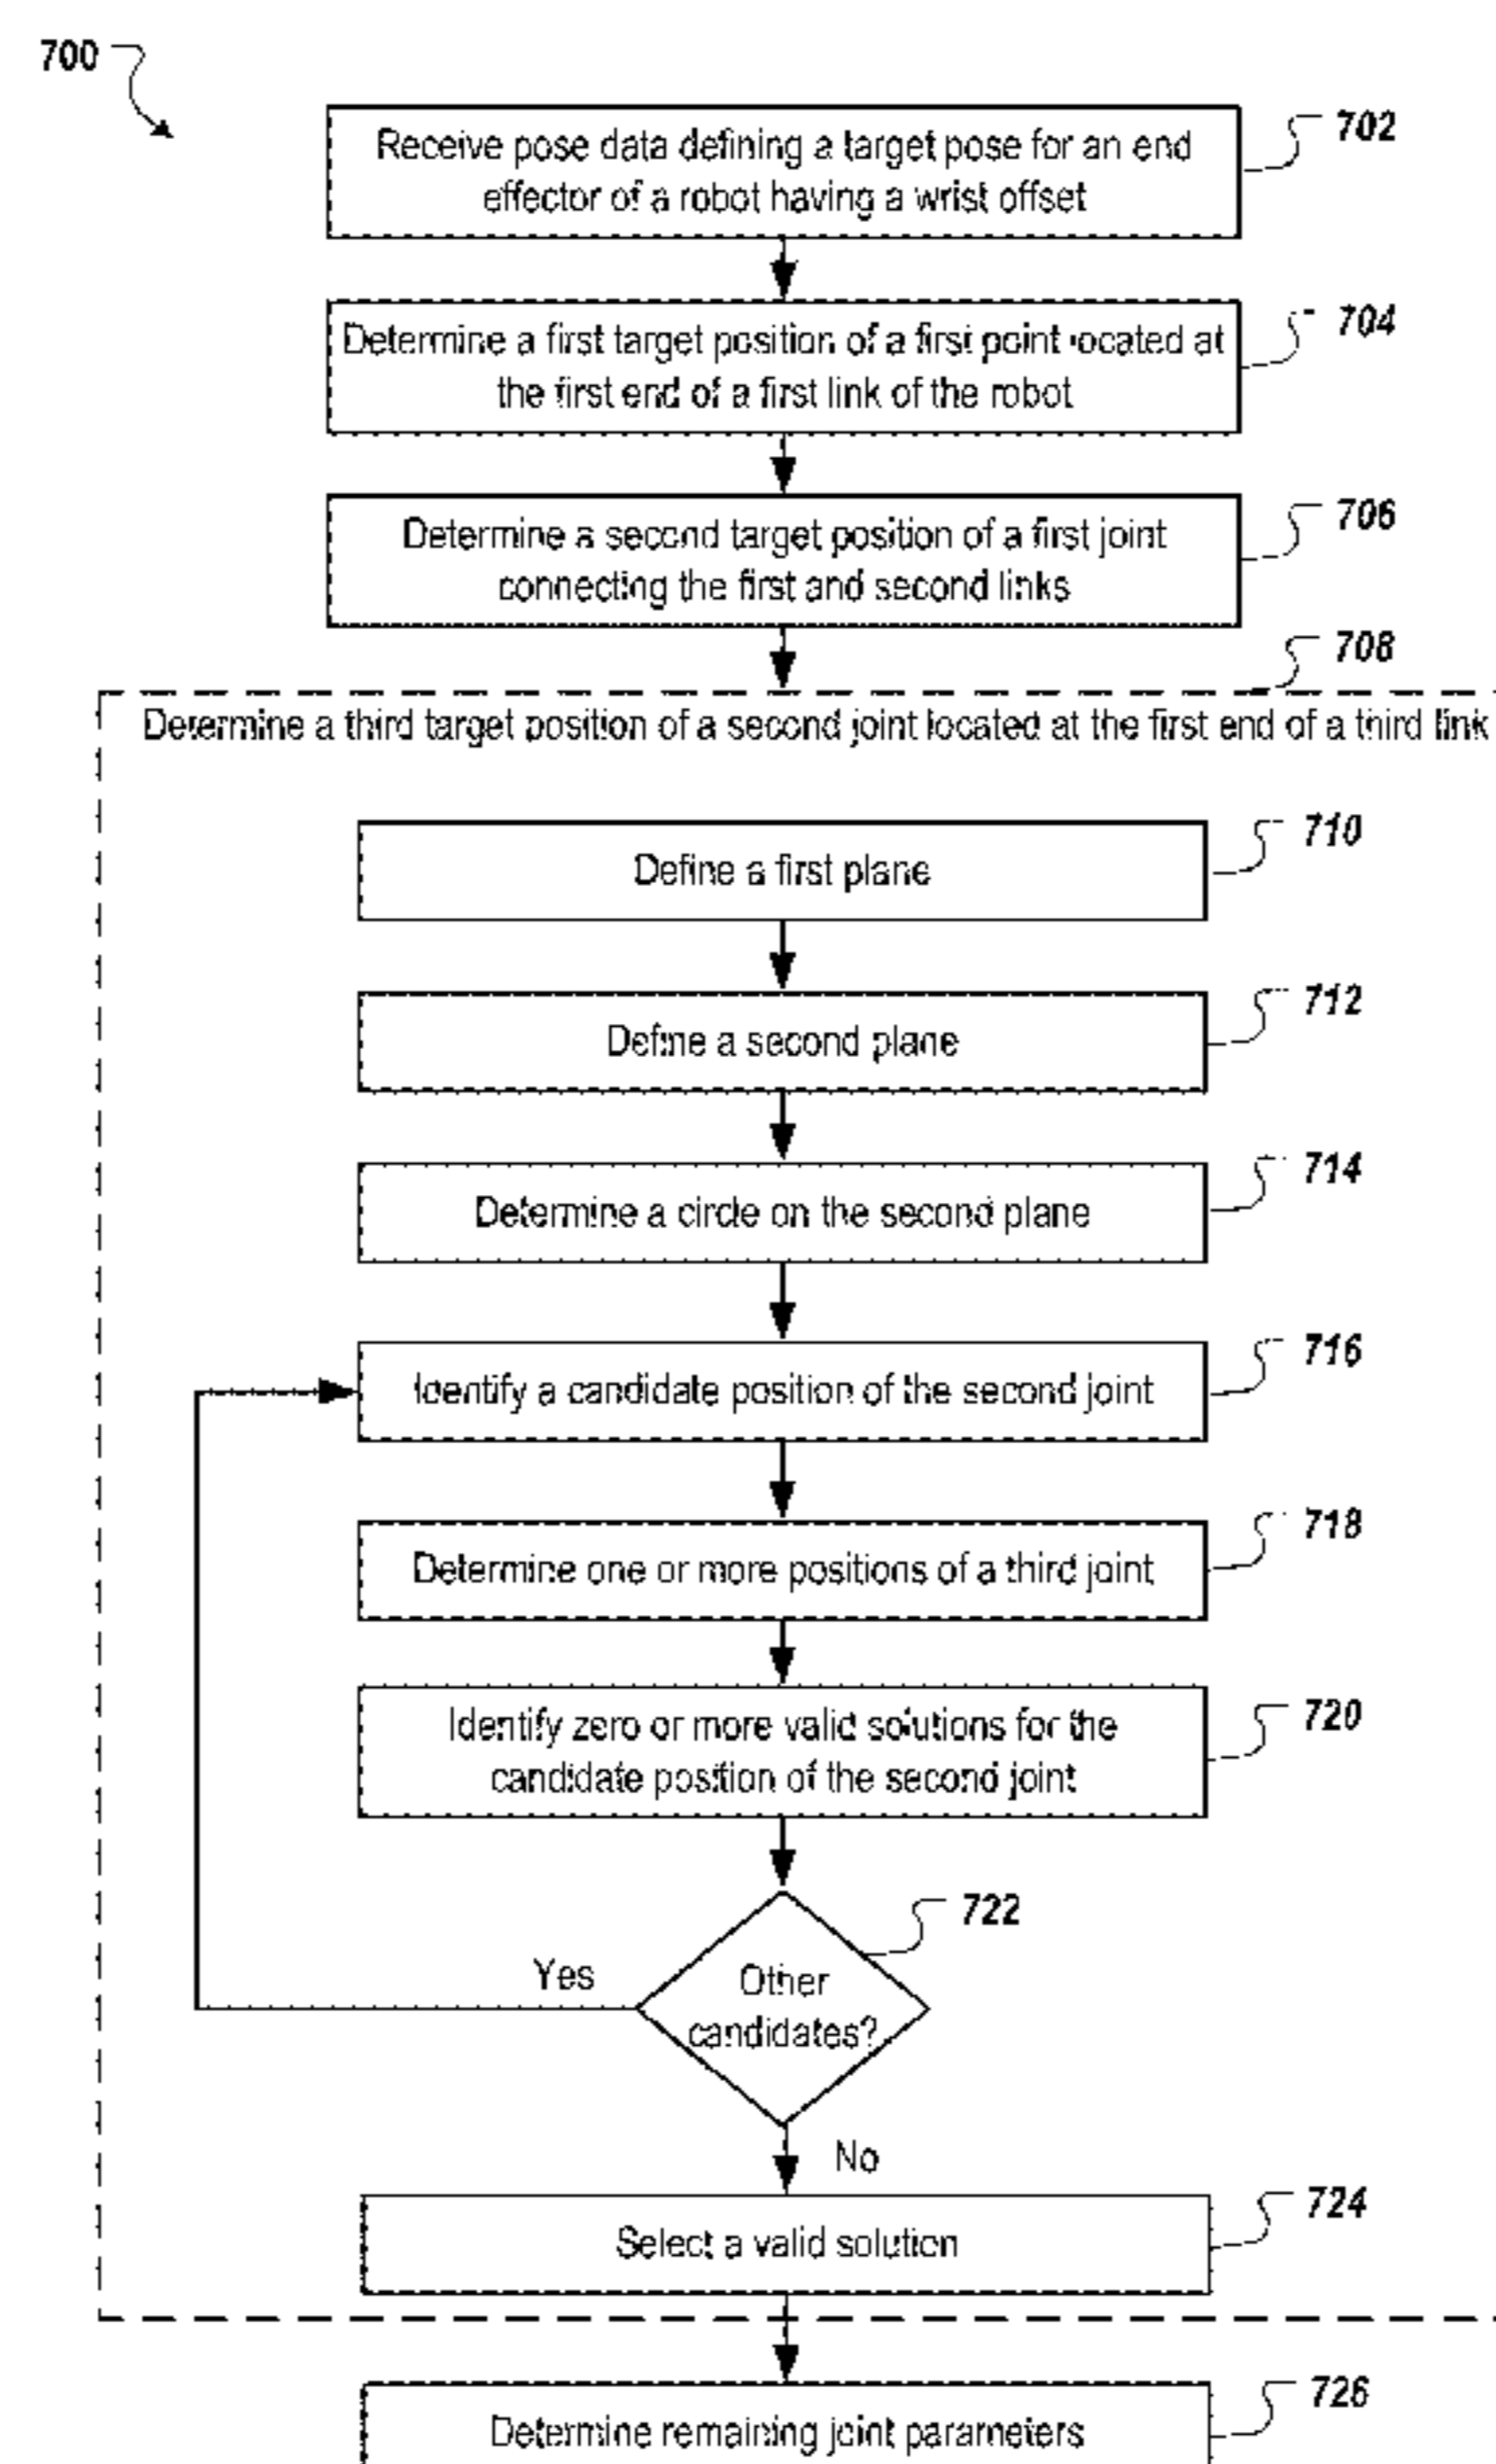 700
Receive pose data defining a target pose for an end
effector of a robot having a wrist offset
702
Determine a first target position of a first point located at
the first end of a first link of the robot
704
Determine a second target position of a first joint
connecting the first and second links
706
708
Determine a third target position of a second joint located at the first end of a third link
Define a first plane
710
Define a second plane
712
Determine a circle on the second plane
714
Identify a candidate position of the second joint
716
Determine one or more positions of a third joint
718
Identify zero or more valid solutions for the
candidate position of the second joint
720
722
Other
candidates?
Yes
No
Select a valid solution
724
Determine remaining joint parameters
726